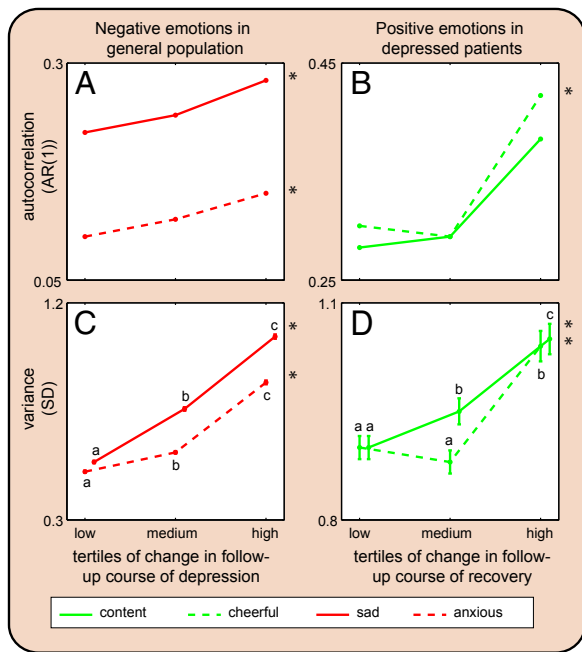 Negative emotions in
general population
Positive emotions in
depressed patients
0.3
A
*
*
autocorrelation
(AR(1))
0.05
0.45
B
*
0.25
1.2
C
c
*
*
b
c
a
a
b
variance
(SD)
0.3
low
medium
high
tertiles of change in follow-
up course of depression
1.1
D
c
*
*
b
b
a a
a
0.8
low
medium
high
tertiles of change in follow-
up course of recovery
content
cheerful
sad
anxious